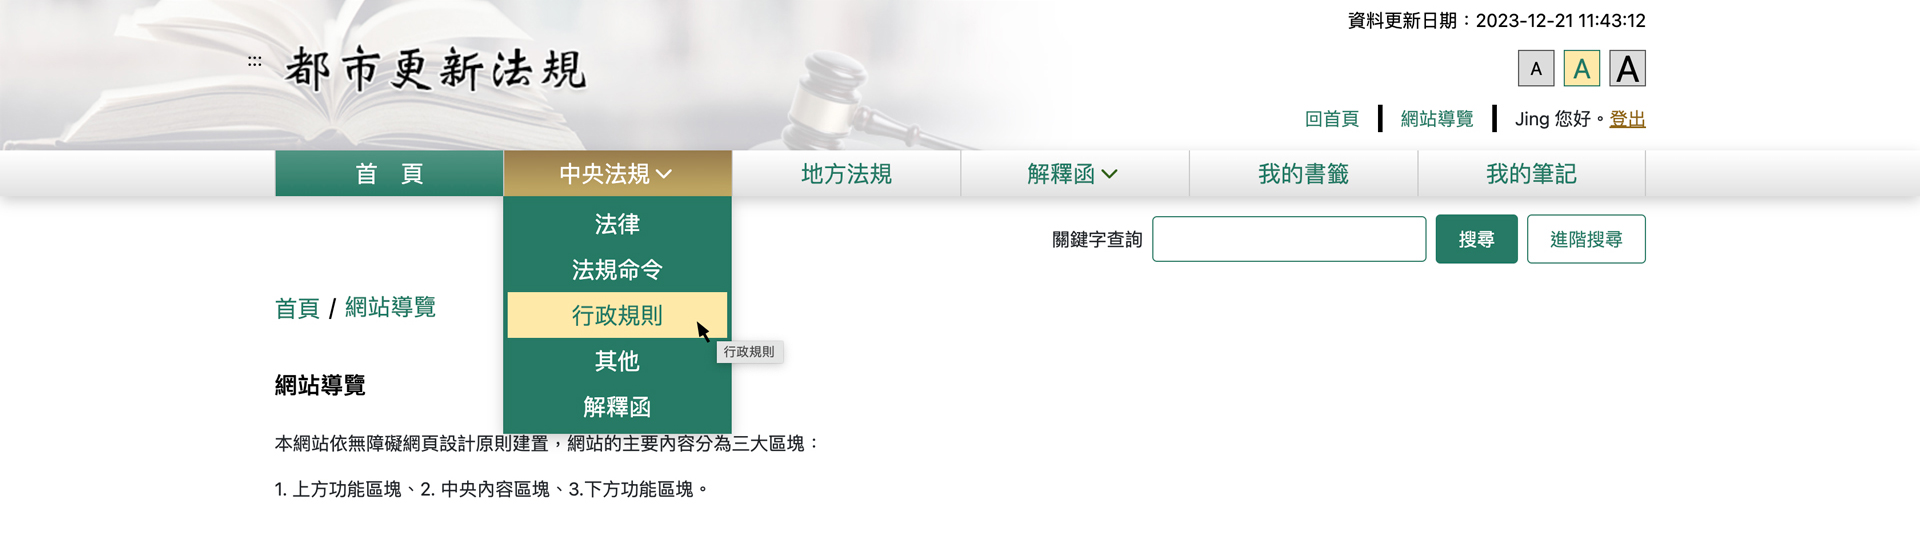 資料更新日期：2023-12-21 11:43:12
:::
都市更新法規
A A A
回首頁 網站導覽 Jing 您好。登出
首 頁 中央法規 地方法規 解釋函 我的書籤 我的筆記
法律
法規命令
行政規則
其他
解釋函
行政規則
關鍵字查詢 搜尋 進階搜尋
首頁 / 網站導覽
網站導覽
本網站依無障礙網頁設計原則建置，網站的主要內容分為三大區塊：
1. 上方功能區塊、2. 中央內容區塊、3.下方功能區塊。